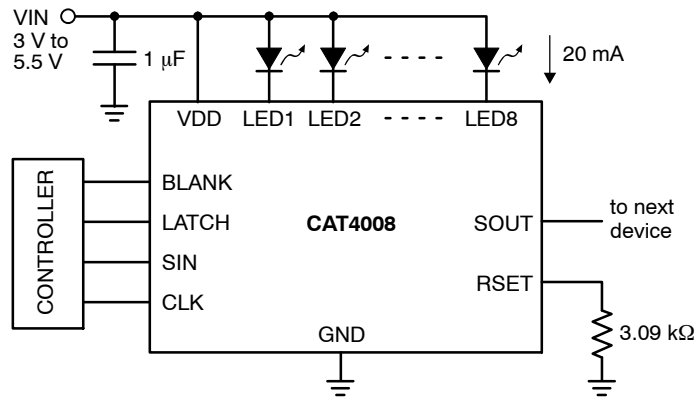 VIN
3 V to
5.5 V
1 μF
20 mA
VDD LED1 LED2 - - - - LED8
BLANK
LATCH
SIN
CLK
CONTROLLER
CAT4008
SOUT
RSET
GND
to next
device
3.09 kΩ